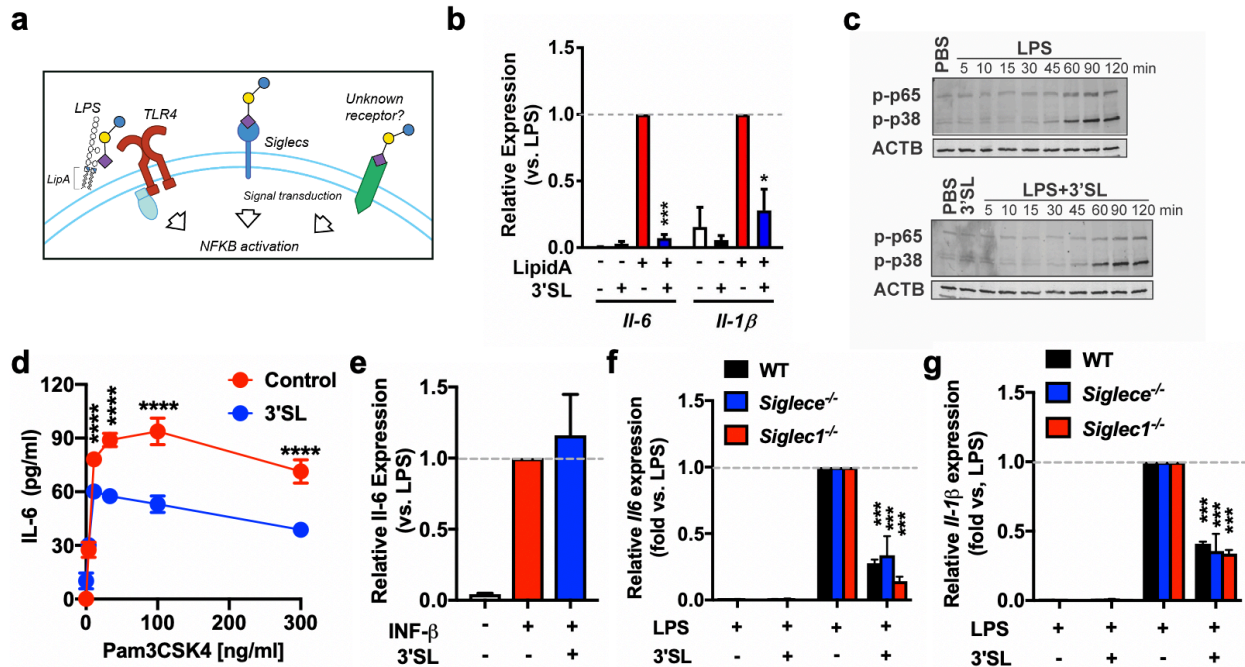 a
LPS
TLR4
LipA
Siglecs
Unknown
receptor?
Signal transduction
NFKB activation
b
Relative Expression
(vs. LPS)
1.5
1.0
0.5
0.0
***
*
LipidA - - + + - - + +
3'SL - + - + - + - +
Il-6 Il-1β
c
PBS LPS
5 10 15 30 45 60 90 120 min
p-p65
p-p38
ACTB
PBS 3'SL LPS+3'SL
5 10 15 30 45 60 90 120 min
p-p65
p-p38
ACTB
d
Control
3'SL
IL-6 (pg/ml)
120
90
60
30
0
**** **** **** ****
0 100 200 300
Pam3CSK4 [ng/ml]
e
Relative Il-6 Expression
(vs. LPS)
1.5
1.0
0.5
0.0
INF-β - + +
3'SL - - +
f
WT
Siglece-/-
Siglec1-/-
Relative Il6 expression
(fold vs. LPS)
1.5
1.0
0.5
0.0
*** *** ***
LPS + - + +
3'SL - + - +
g
WT
Siglece-/-
Siglec1-/-
Relative Il-1β expression
(fold vs, LPS)
1.5
1.0
0.5
0.0
*** *** ***
LPS + - + +
3'SL - + - +